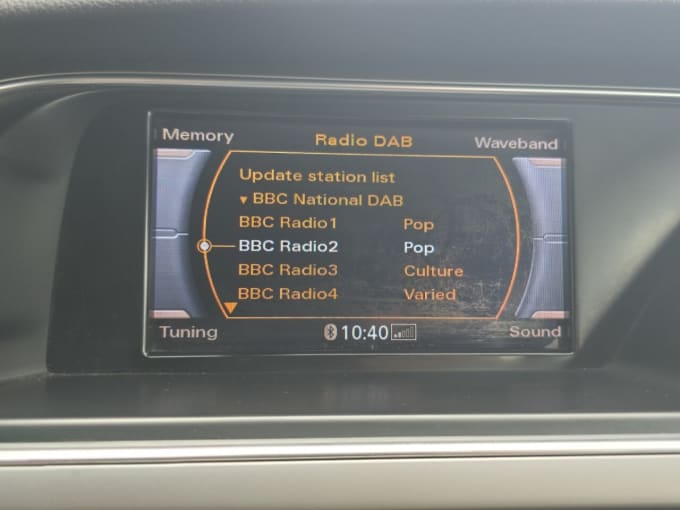 Memory Radio DAB Waveband
Update station list
▼ BBC National DAB
BBC Radio1 Pop
BBC Radio2 Pop
BBC Radio3 Culture
BBC Radio4 Varied
Tuning 10:40 Sound